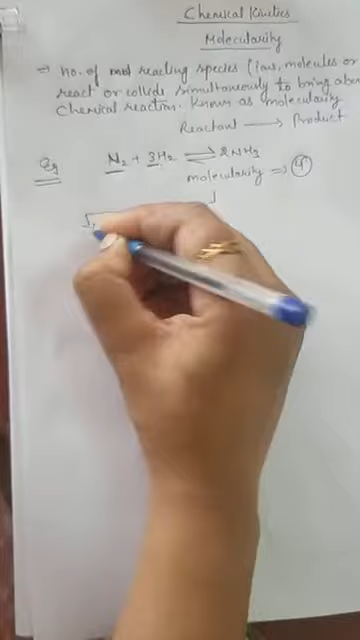 Chemical Kinetics
Molecularity
⇒ no. of reacting species (ions, molecules or
react or collide simultaneously to bring abou
Chemical reaction. Known as molecularity
Reactant ⟶ Product
Eg N2 + 3H2 ⇌ 2NH3
molecularity ⇒ 4